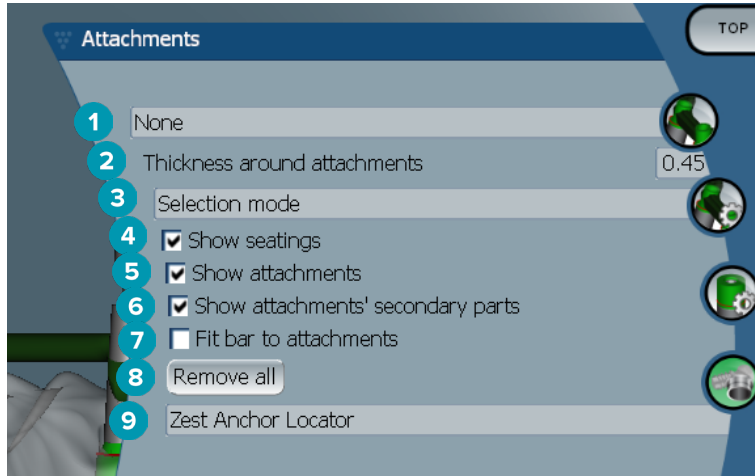 Attachments
TOP
1 None
2 Thickness around attachments 0.45
3 Selection mode
4 Show seatings
5 Show attachments
6 Show attachments' secondary parts
7 Fit bar to attachments
8 Remove all
9 Zest Anchor Locator